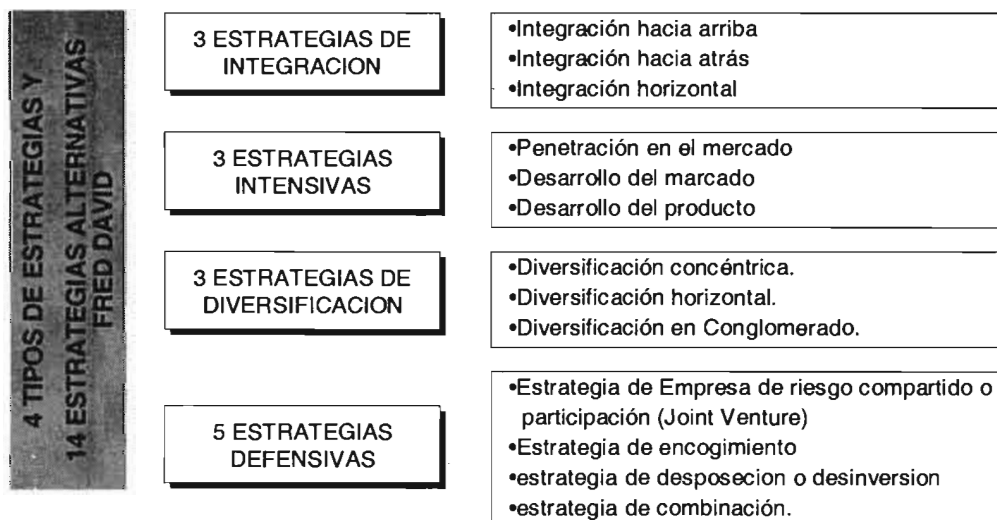 4 TIPOS DE ESTRATEGIAS Y
14 ESTRATEGIAS ALTERNATIVAS
FRED DAVID
3 ESTRATEGIAS DE
INTEGRACION
•Integración hacia arriba
•Integración hacia atrás
•Integración horizontal
3 ESTRATEGIAS
INTENSIVAS
•Penetración en el mercado
•Desarrollo del marcado
•Desarrollo del producto
3 ESTRATEGIAS DE
DIVERSIFICACION
•Diversificación concéntrica.
•Diversificación horizontal.
•Diversificación en Conglomerado.
5 ESTRATEGIAS
DEFENSIVAS
•Estrategia de Empresa de riesgo compartido o
participación (Joint Venture)
•Estrategia de encogimiento
•estrategia de desposecion o desinversion
•estrategia de combinación.